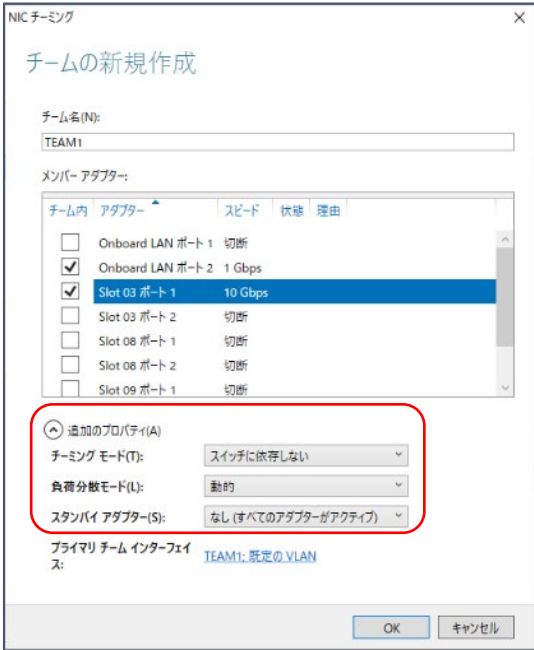 NIC チーミング
チームの新規作成
チーム名(N):
TEAM1
メンバー アダプター:
チーム内 アダプター スピード 状態 理由
Onboard LAN ポート 1 切断
Onboard LAN ポート 2 1 Gbps
Slot 03 ポート 1 10 Gbps
Slot 03 ポート 2 切断
Slot 08 ポート 1 切断
Slot 08 ポート 2 切断
Slot 09 ポート 1 切断
追加のプロパティ(A)
チーミング モード(T): スイッチに依存しない
負荷分散モード(L): 動的
スタンバイ アダプター(S): なし (すべてのアダプターがアクティブ)
プライマリ チーム インターフェイ
ス: TEAM1; 既定の VLAN
OK キャンセル